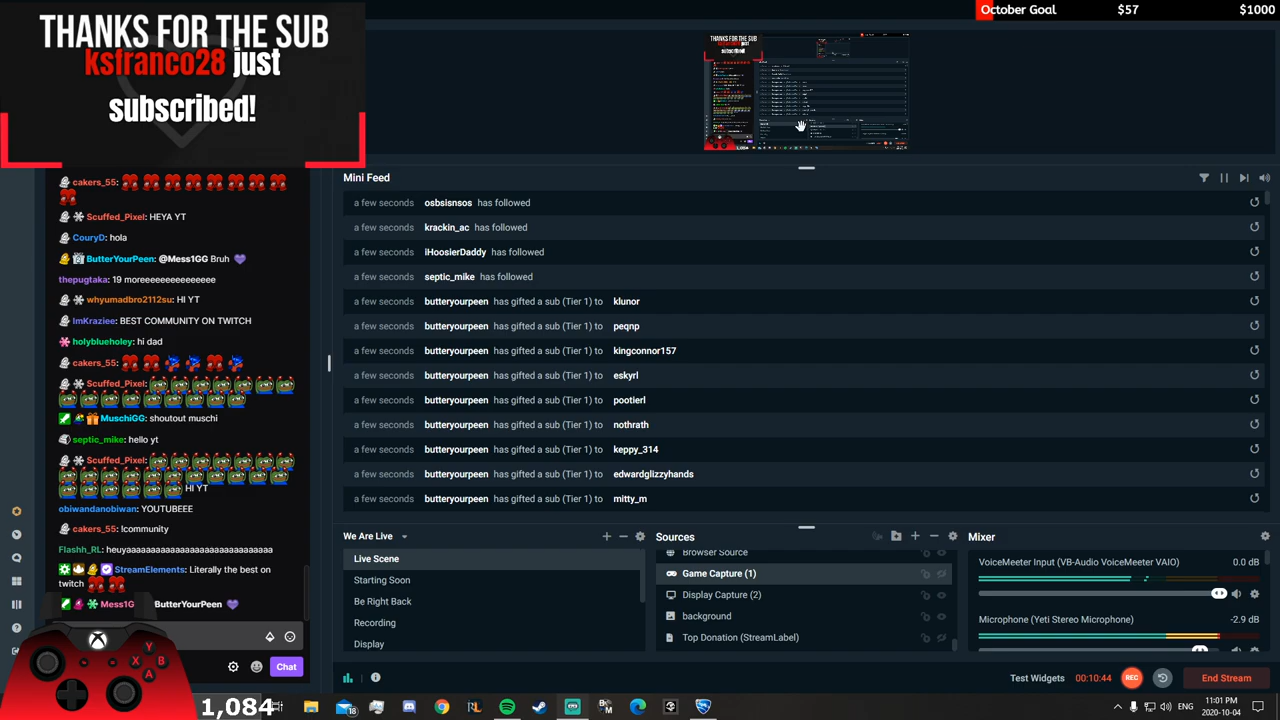 THANKS FOR THE SUB
ksfranco28 just
subscribed!
October Goal $57 $1000
cakers_55:
Scuffed_Pixel: HEYA YT
CouryD: hola
ButterYourPeen: @Mess1GG Bruh
thepugtaka: 19 moreeeeeeeeeeeeeee
whyumadbro2112su: HI YT
ImKraziee: BEST COMMUNITY ON TWITCH
holyblueholey: hi dad
cakers_55:
Scuffed_Pixel:
MuschiGG: shoutout muschi
septic_mike: hello yt
Scuffed_Pixel:
HI YT
obiwandanobiwan: YOUTUBEEE
cakers_55: !community
Flashh_RL: heuyaaaaaaaaaaaaaaaaaaaaaaaaaaaa
StreamElements: Literally the best on
twitch
Mess1G ButterYourPeen
Chat
Y
X B
A
1,084
Mini Feed
a few seconds osbsisnsos has followed
a few seconds krackin_ac has followed
a few seconds iHoosierDaddy has followed
a few seconds septic_mike has followed
a few seconds butteryourpeen has gifted a sub (Tier 1) to klunor
a few seconds butteryourpeen has gifted a sub (Tier 1) to peqnp
a few seconds butteryourpeen has gifted a sub (Tier 1) to kingconnor157
a few seconds butteryourpeen has gifted a sub (Tier 1) to eskyrl
a few seconds butteryourpeen has gifted a sub (Tier 1) to pootierl
a few seconds butteryourpeen has gifted a sub (Tier 1) to nothrath
a few seconds butteryourpeen has gifted a sub (Tier 1) to keppy_314
a few seconds butteryourpeen has gifted a sub (Tier 1) to edwardglizzyhands
a few seconds butteryourpeen has gifted a sub (Tier 1) to mitty_m
We Are Live
Live Scene
Starting Soon
Be Right Back
Recording
Display
Sources
Browser Source
Game Capture (1)
Display Capture (2)
background
Top Donation (StreamLabel)
Mixer
VoiceMeeter Input (VB-Audio VoiceMeeter VAIO) 0.0 dB
Microphone (Yeti Stereo Microphone) -2.9 dB
Test Widgets 00:10:44 REC End Stream
18
ENG 11:01 PM
2020-10-04